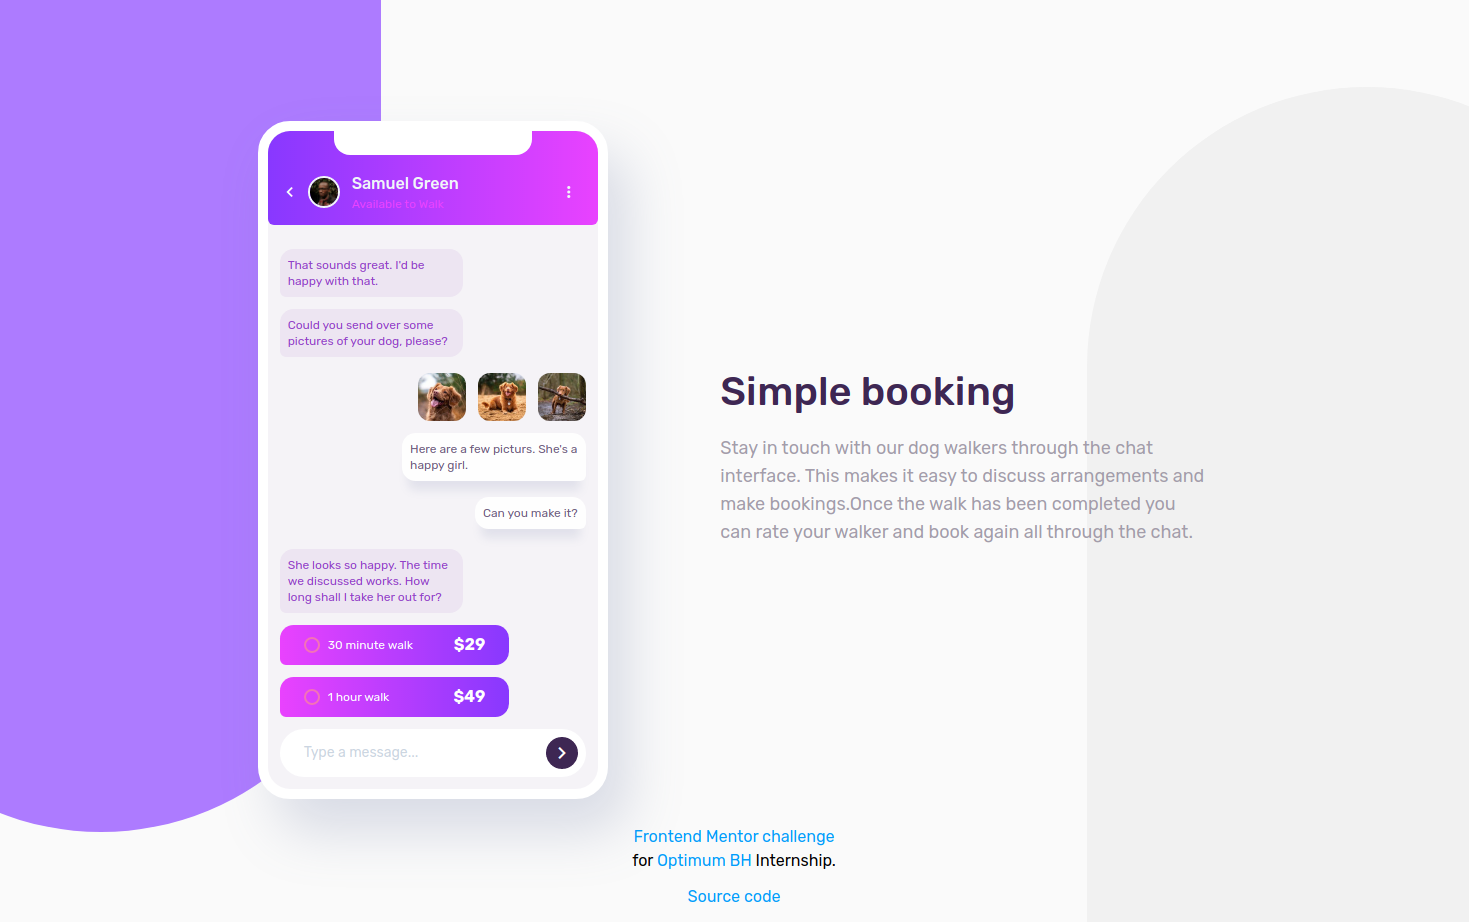 Samuel Green
Available to Walk
That sounds great. I'd be
happy with that.
Could you send over some
pictures of your dog, please?
Here are a few picturs. She's a
happy girl.
Can you make it?
She looks so happy. The time
we discussed works. How
long shall I take her out for?
30 minute walk $29
1 hour walk $49
Type a message...
Simple booking
Stay in touch with our dog walkers through the chat
interface. This makes it easy to discuss arrangements and
make bookings.Once the walk has been completed you
can rate your walker and book again all through the chat.
Frontend Mentor challenge
for Optimum BH Internship.
Source code